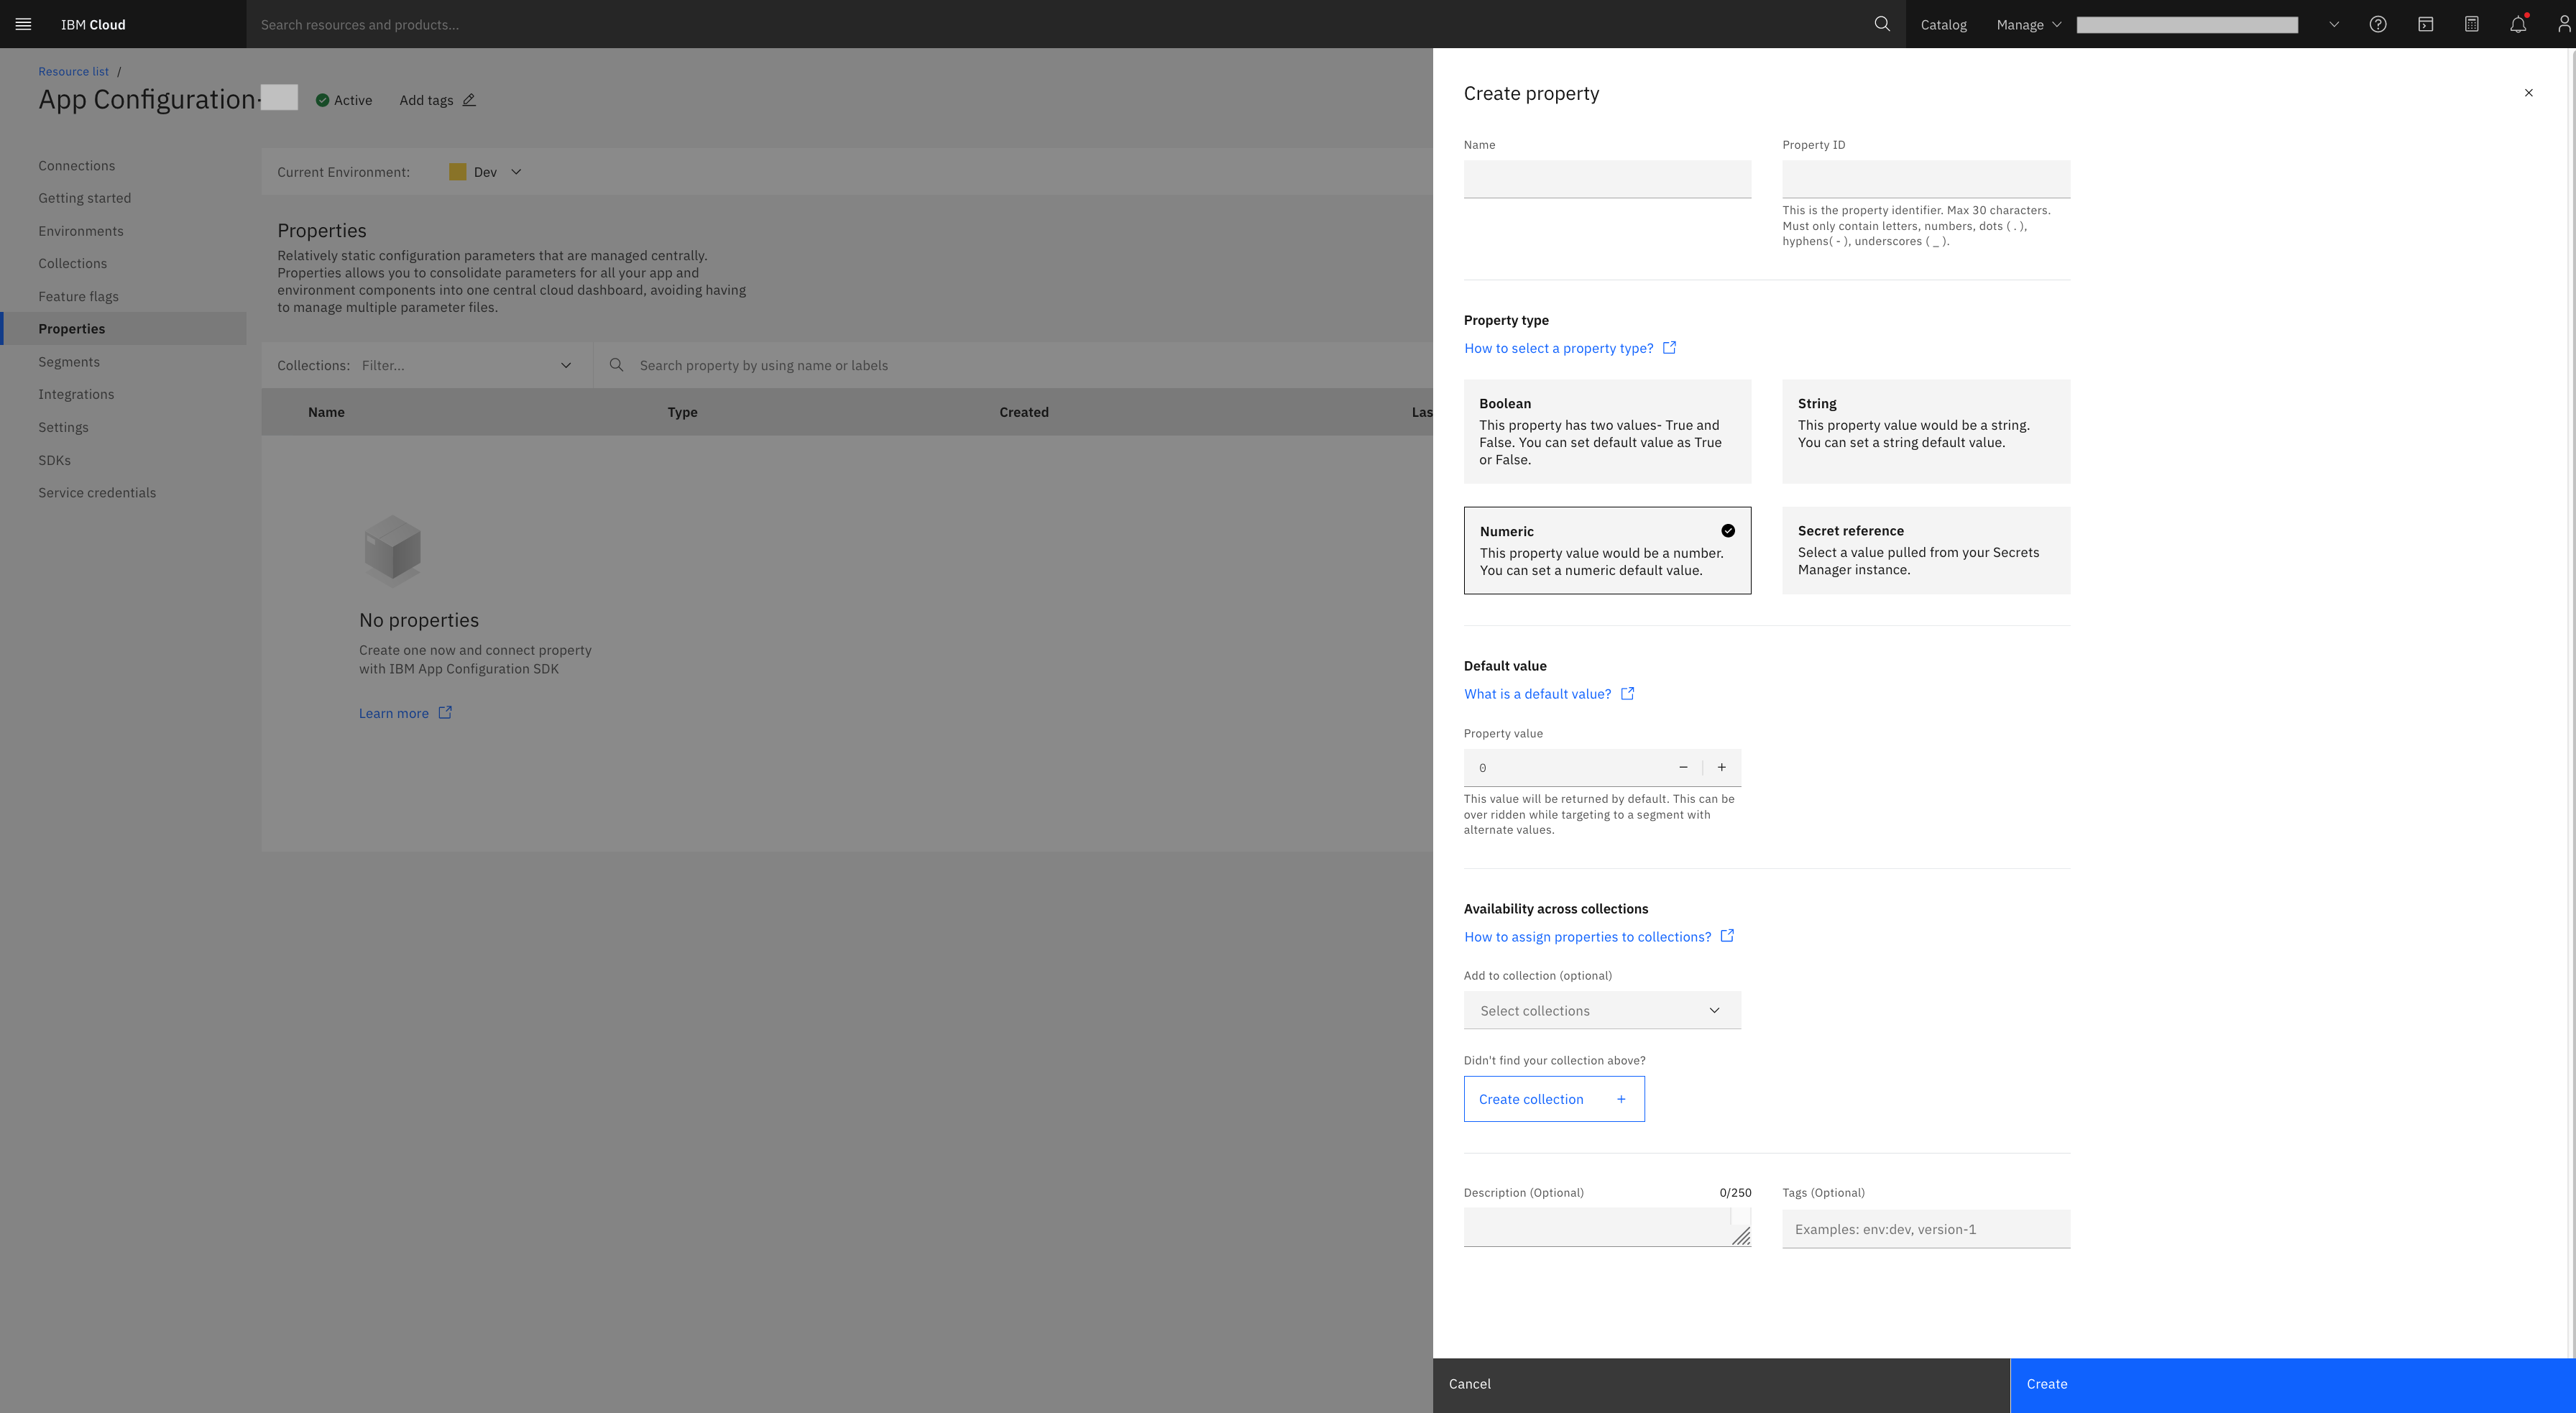 IBM Cloud
Search resources and products...
Catalog
Manage
Resource list /
App Configuration-
Active
Add tags
Connections
Getting started
Environments
Collections
Feature flags
Properties
Segments
Integrations
Settings
SDKs
Service credentials
Current Environment:
Dev
Properties
Relatively static configuration parameters that are managed centrally.
Properties allows you to consolidate parameters for all your app and
environment components into one central cloud dashboard, avoiding having
to manage multiple parameter files.
Collections: Filter...
Search property by using name or labels
Name Type Created Las
No properties
Create one now and connect property
with IBM App Configuration SDK
Learn more
Create property
Name
Property ID
This is the property identifier. Max 30 characters.
Must only contain letters, numbers, dots ( . ),
hyphens( - ), underscores ( _ ).
Property type
How to select a property type?
Boolean
This property has two values- True and
False. You can set default value as True
or False.
String
This property value would be a string.
You can set a string default value.
Numeric
This property value would be a number.
You can set a numeric default value.
Secret reference
Select a value pulled from your Secrets
Manager instance.
Default value
What is a default value?
Property value
0
This value will be returned by default. This can be
over ridden while targeting to a segment with
alternate values.
Availability across collections
How to assign properties to collections?
Add to collection (optional)
Select collections
Didn't find your collection above?
Create collection +
Description (Optional) 0/250
Tags (Optional)
Examples: env:dev, version-1
Cancel
Create